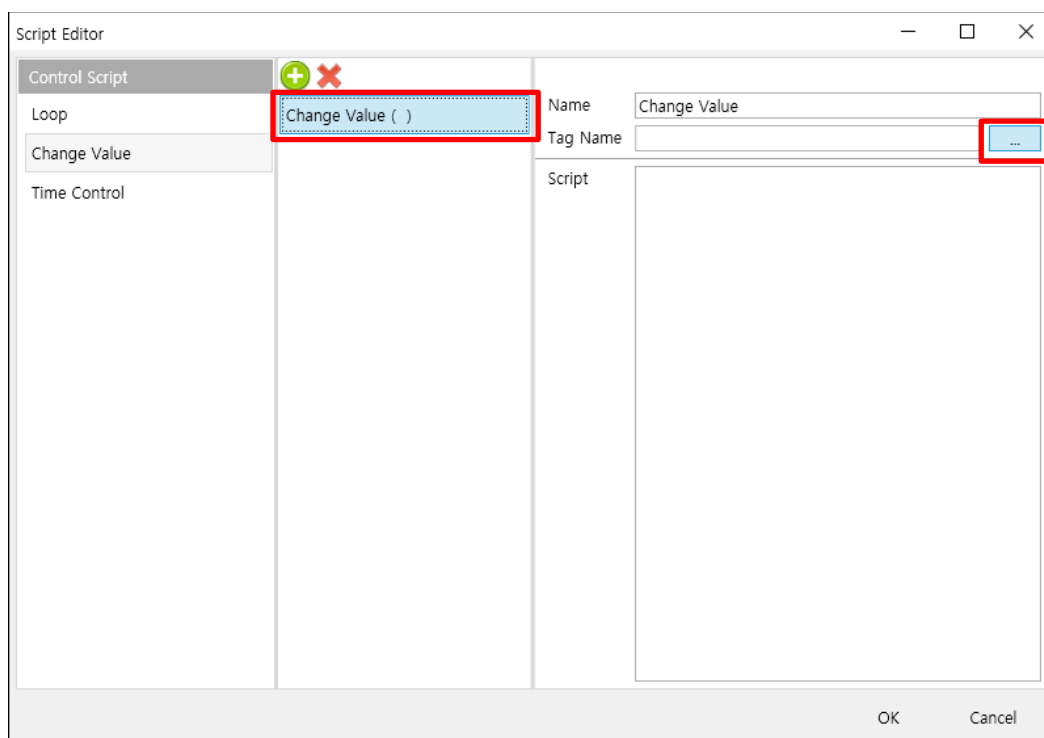 Script Editor
Control Script
Loop
Change Value
Time Control
Change Value ( )
Name
Change Value
Tag Name
...
Script
OK
Cancel